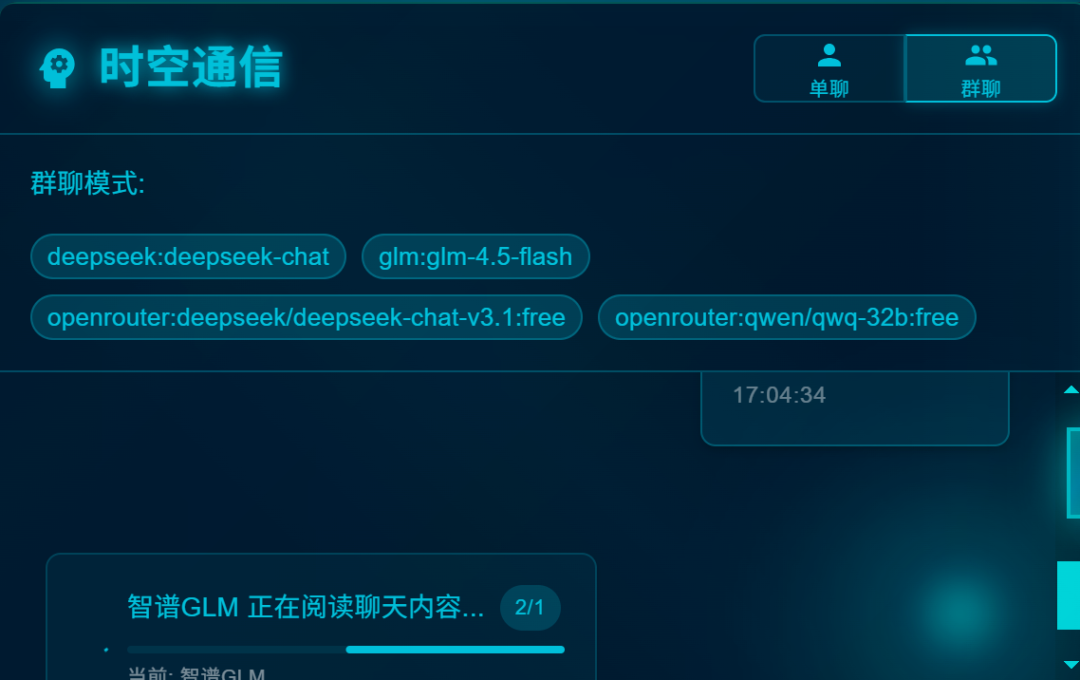 时空通信
单聊
群聊
群聊模式:
deepseek:deepseek-chat
glm:glm-4.5-flash
openrouter:deepseek/deepseek-chat-v3.1:free
openrouter:qwen/qwq-32b:free
17:04:34
智谱GLM 正在阅读聊天内容...
2/1
当前: 智谱GLM